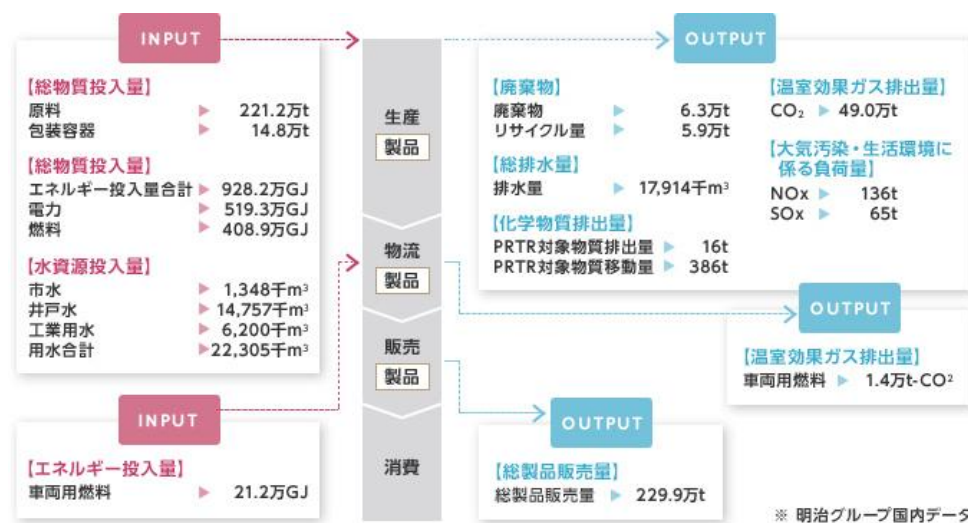 INPUT
【総物質投入量】
原料 ▶ 221.2万t
包装容器 ▶ 14.8万t
【総物質投入量】
エネルギー投入量合計 ▶ 928.2万GJ
電力 ▶ 519.3万GJ
燃料 ▶ 408.9万GJ
【水資源投入量】
市水 ▶ 1,348千m³
井戸水 ▶ 14,757千m³
工業用水 ▶ 6,200千m³
用水合計 ▶22,305千m³
INPUT
【エネルギー投入量】
車両用燃料 ▶ 21.2万GJ
生産
製品
物流
製品
販売
製品
消費
OUTPUT
【廃棄物】
廃棄物 ▶ 6.3万t
リサイクル量 ▶ 5.9万t
【総排水量】
排水量 ▶ 17,914千m³
【化学物質排出量】
PRTR対象物質排出量 ▶ 16t
PRTR対象物質移動量 ▶ 386t
【温室効果ガス排出量】
CO₂ ▶ 49.0万t
【大気汚染・生活環境に
係る負荷量】
NOx ▶ 136t
SOx ▶ 65t
OUTPUT
【温室効果ガス排出量】
車両用燃料 ▶ 1.4万t-CO²
OUTPUT
【総製品販売量】
総製品販売量 ▶ 229.9万t
※ 明治グループ国内データ